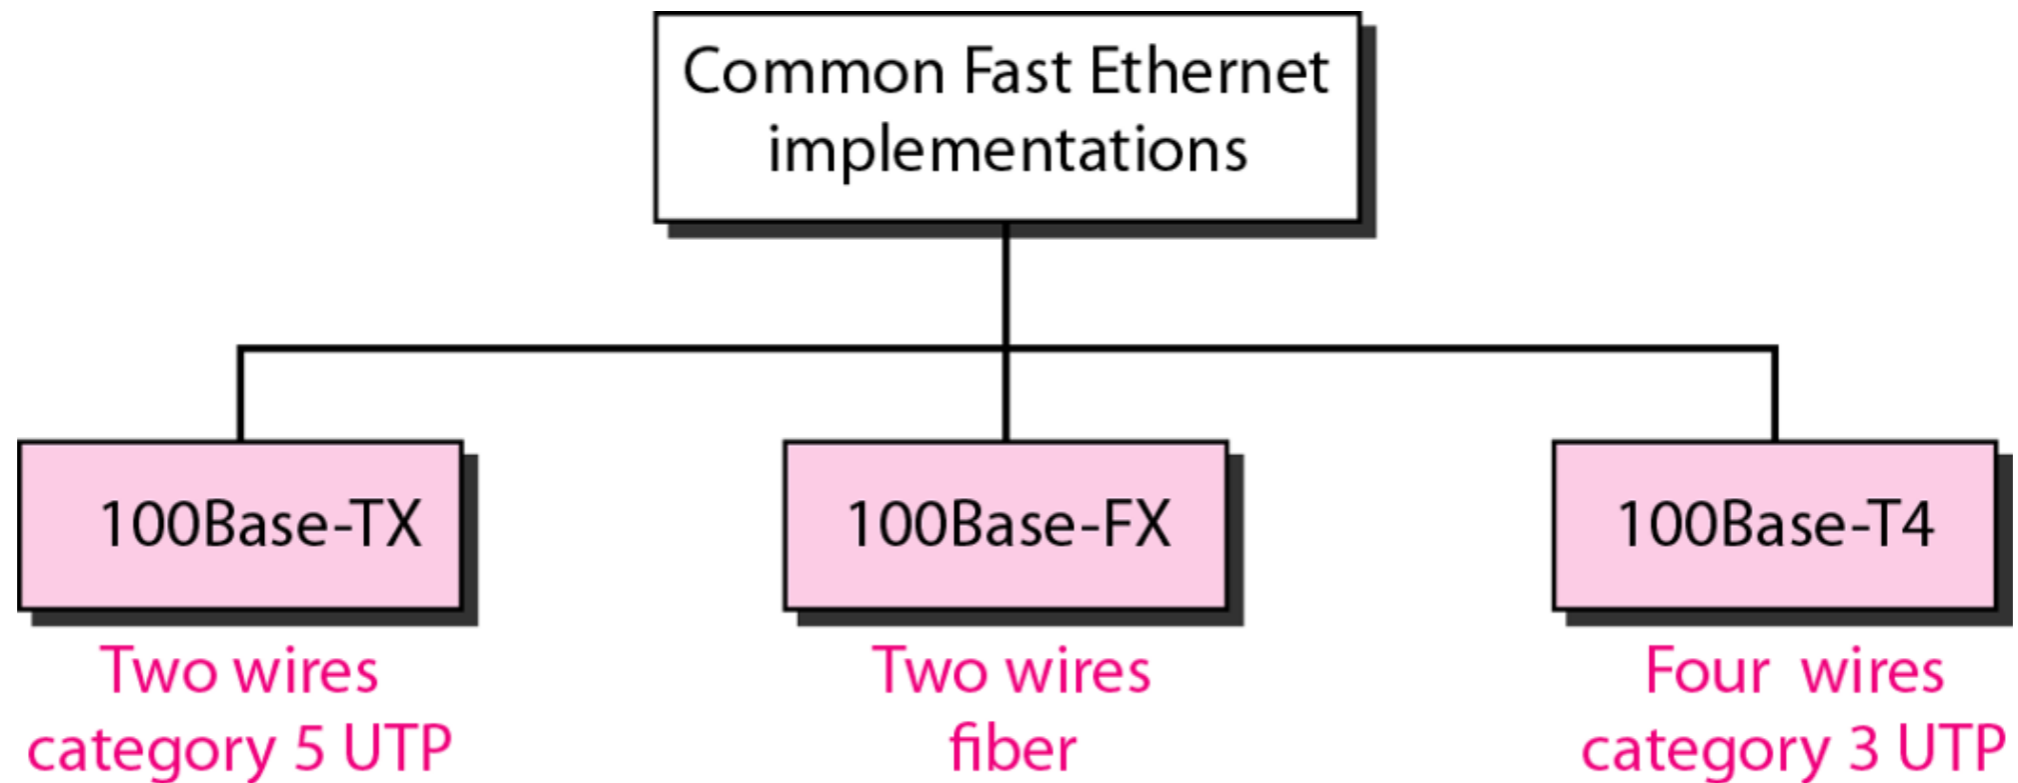 Common Fast Ethernet
implementations
100Base-TX
100Base-FX
100Base-T4
Two wires
category 5 UTP
Two wires
fiber
Four wires
category 3 UTP